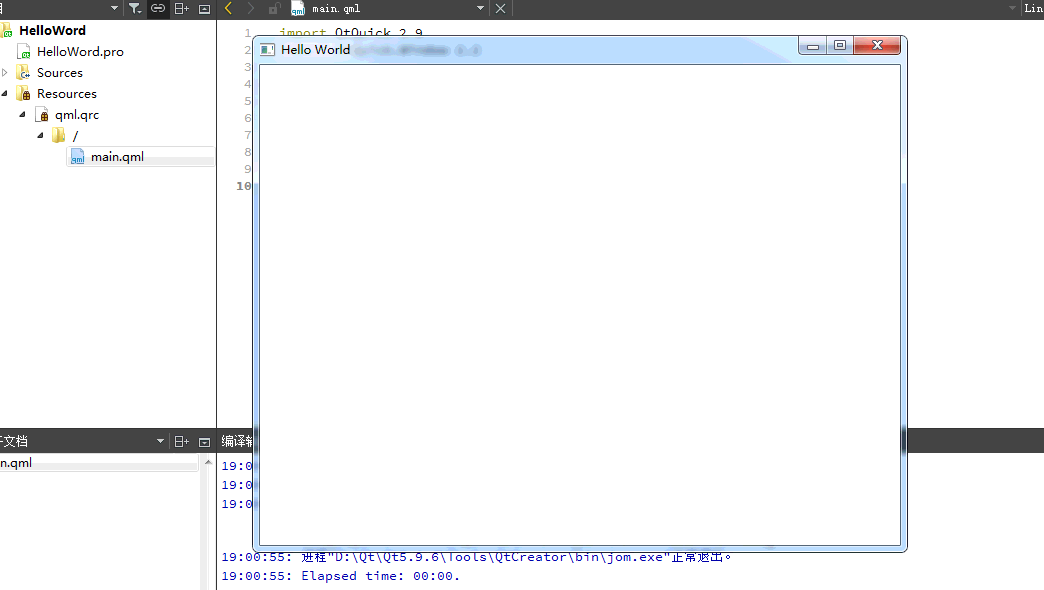 main.qml
Lin
HelloWord
HelloWord.pro
Sources
Resources
qml.qrc
/
main.qml
1
2
3
4
5
6
7
8
9
10
import QtQuick 2.9
Hello World
文档
n.qml
编译输
19:0
19:0
19:0
19:00:55: 进程"D:\Qt\Qt5.9.6\Tools\QtCreator\bin\jom.exe"正常退出。
19:00:55: Elapsed time: 00:00.